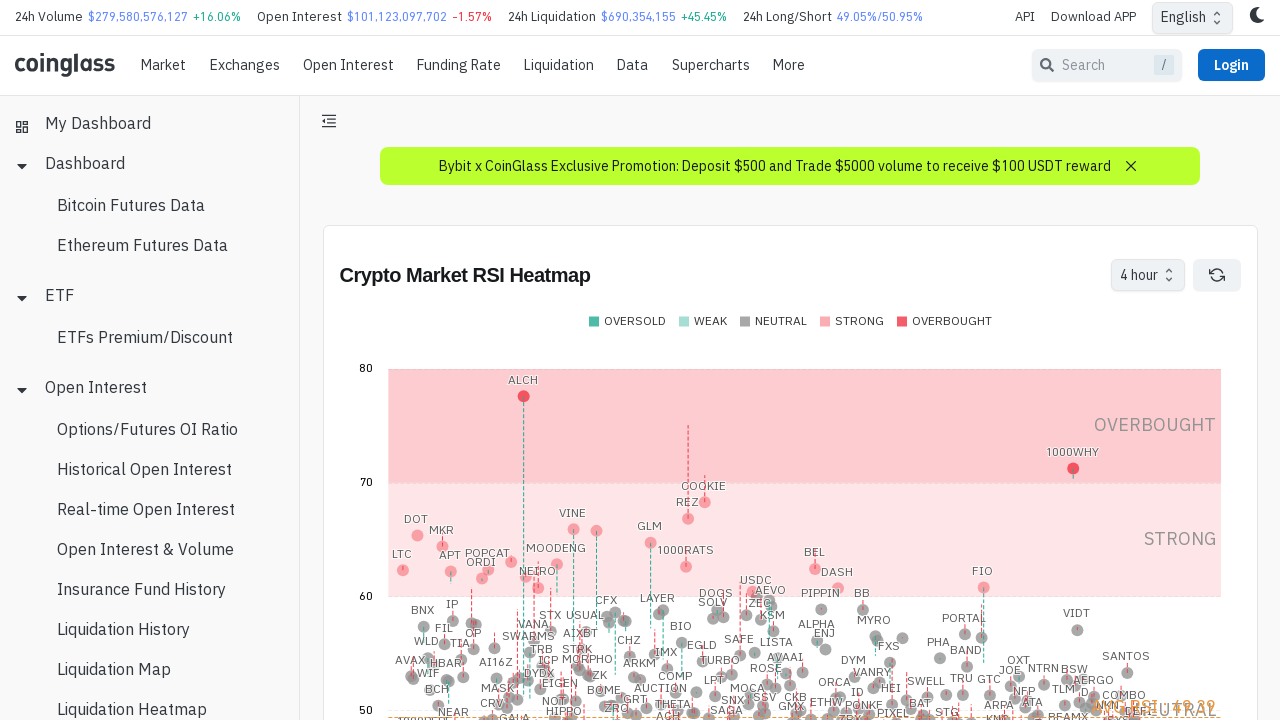 24h Volume $279,580,576,127 +16.06% Open Interest $101,123,097,702 -1.57% 24h Liquidation $690,354,155 +45.45% 24h Long/Short 49.05%/50.95% API Download APP English
coinglass Market Exchanges Open Interest Funding Rate Liquidation Data Supercharts More Search / Login
My Dashboard
Dashboard
Bitcoin Futures Data
Ethereum Futures Data
ETF
ETFs Premium/Discount
Open Interest
Options/Futures OI Ratio
Historical Open Interest
Real-time Open Interest
Open Interest & Volume
Insurance Fund History
Liquidation History
Liquidation Map
Liquidation Heatmap
Bybit x CoinGlass Exclusive Promotion: Deposit $500 and Trade $5000 volume to receive $100 USDT reward
Crypto Market RSI Heatmap
4 hour
OVERSOLD WEAK NEUTRAL STRONG OVERBOUGHT
80
ALCH
OVERBOUGHT
1000WHY
70
COOKIE
REZ
DOT VINE
MKR GLM
STRONG
LTC APT POPCAT MOODENG 1000RATS BEL
ORDI NEIRO DASH FIO
USDC
60
BNX IP CFX LAYER DOGS AEVO PIPPIN BB
SOLV ZEC
STX USUAL KSM MYRO PORTAL VIDT
FIL VANA BIO ALPHA
WLD TIA OP SWARMS AIXBT CHZ EGLD SAFE LISTA ENJ FXS PHA BAND
TRB STRK IMX
AVAX HBAR AI16Z ICP MORPHO ARKM TURBO AVAAI DYM OXT SANTOS
WIF DYDX ZK COMP LPT ROSE VANRY SWELL TRU GTC JOE NTRN BSW
BCH MASK EIGEN BOME AUCTION MOCA ORCA THE TLM AERGO
CRV NOT GRT THETA SNX CKB ETHW ID BAT NFP COMBO
NEAR GALA HIPPO ZRO ACH SAGA GMX PIXEL STG ARPA ATA
NEUTRAL
50